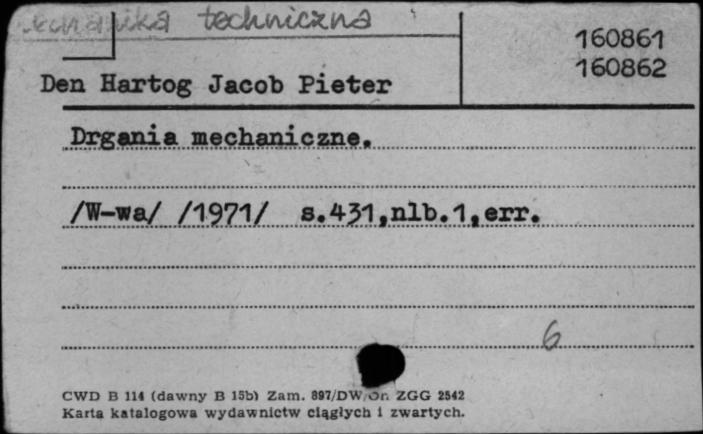 mechanika techniczna
160861
160862
Den Hartog Jacob Pieter
Drgania mechaniczne.
/W-wa/ /1971/ s.431,nlb.1,err.
6
CWD B 114 (dawny B 15b) Zam. 897/DW/Or. ZGG 2542
Karta katalogowa wydawnictw ciągłych i zwartych.